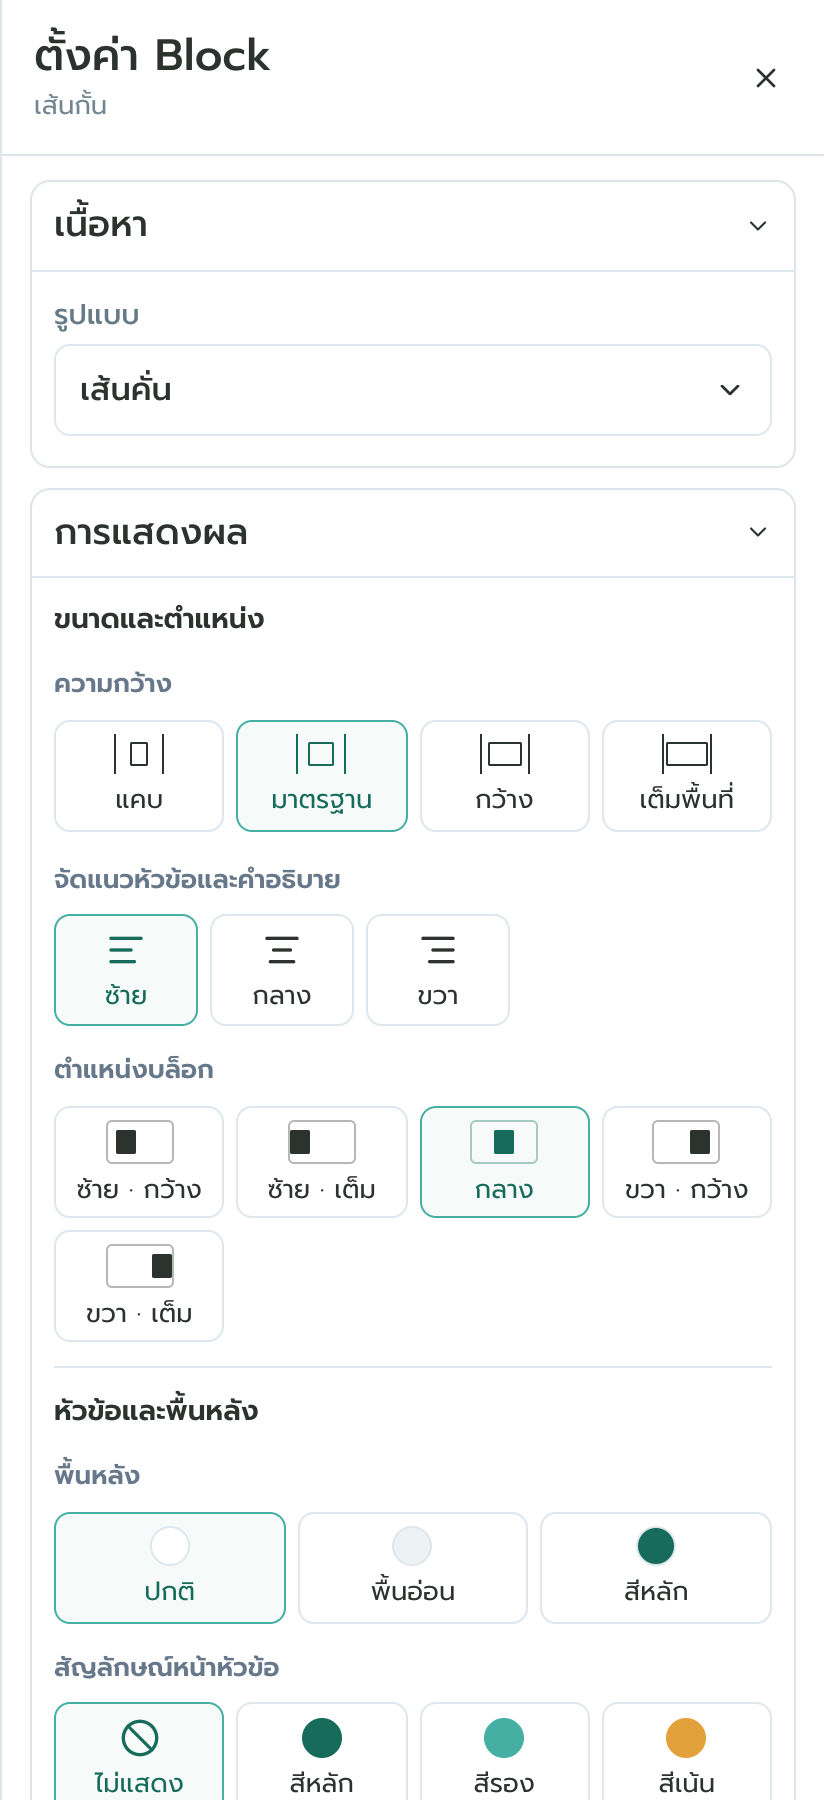 ตั้งค่า Block
เส้นกั้น
เนื้อหา
รูปแบบ
เส้นคั่น
การแสดงผล
ขนาดและตำแหน่ง
ความกว้าง
แคบ มาตรฐาน กว้าง เต็มพื้นที่
จัดแนวหัวข้อและคำอธิบาย
ซ้าย กลาง ขวา
ตำแหน่งบล็อก
ซ้าย · กว้าง ซ้าย · เต็ม กลาง ขวา · กว้าง
ขวา · เต็ม
หัวข้อและพื้นหลัง
พื้นหลัง
ปกติ พื้นอ่อน สีหลัก
สัญลักษณ์หน้าหัวข้อ
ไม่แสดง สีหลัก สีรอง สีเน้น